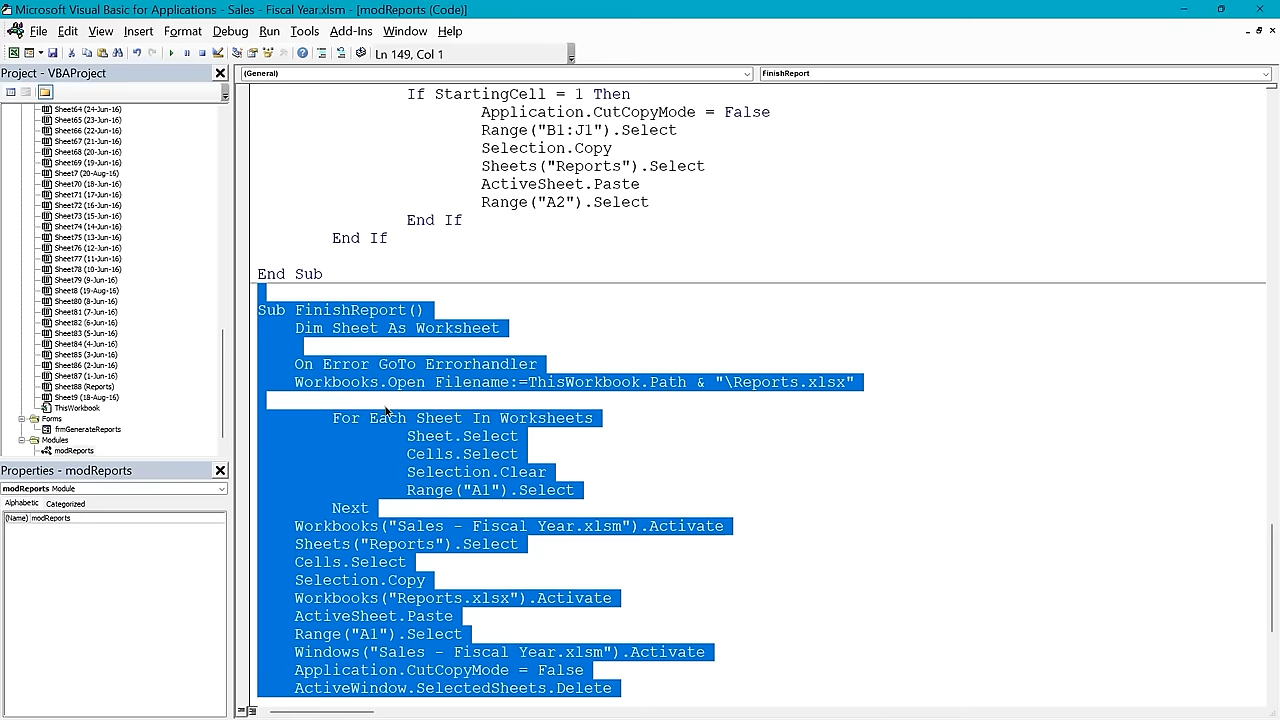 Microsoft Visual Basic for Applications - Sales - Fiscal Year.xlsm - [modReports (Code)]
File Edit View Insert Format Debug Run Tools Add-Ins Window Help
Ln 149, Col 1
Project - VBAProject
Sheet64 (24-Jun-16)
Sheet65 (23-Jun-16)
Sheet66 (22-Jun-16)
Sheet67 (21-Jun-16)
Sheet68 (20-Jun-16)
Sheet69 (19-Jun-16)
Sheet7 (20-Aug-16)
Sheet70 (18-Jun-16)
Sheet71 (17-Jun-16)
Sheet72 (16-Jun-16)
Sheet73 (15-Jun-16)
Sheet74 (14-Jun-16)
Sheet75 (13-Jun-16)
Sheet76 (12-Jun-16)
Sheet77 (11-Jun-16)
Sheet78 (10-Jun-16)
Sheet79 (9-Jun-16)
Sheet8 (19-Aug-16)
Sheet80 (8-Jun-16)
Sheet81 (7-Jun-16)
Sheet82 (6-Jun-16)
Sheet83 (5-Jun-16)
Sheet84 (4-Jun-16)
Sheet85 (3-Jun-16)
Sheet86 (2-Jun-16)
Sheet87 (1-Jun-16)
Sheet88 (Reports)
Sheet9 (18-Aug-16)
ThisWorkbook
Forms
frmGenerateReports
Modules
modReports
Properties - modReports
modReports Module
Alphabetic Categorized
(Name) modReports
(General) FinishReport
If StartingCell = 1 Then
Application.CutCopyMode = False
Range("B1:J1").Select
Selection.Copy
Sheets("Reports").Select
ActiveSheet.Paste
Range("A2").Select
End If
End If
End Sub
Sub FinishReport()
Dim Sheet As Worksheet
On Error GoTo Errorhandler
Workbooks.Open Filename:=ThisWorkbook.Path & "\Reports.xlsx"
For Each Sheet In Worksheets
Sheet.Select
Cells.Select
Selection.Clear
Range("A1").Select
Next
Workbooks("Sales - Fiscal Year.xlsm").Activate
Sheets("Reports").Select
Cells.Select
Selection.Copy
Workbooks("Reports.xlsx").Activate
ActiveSheet.Paste
Range("A1").Select
Windows("Sales - Fiscal Year.xlsm").Activate
Application.CutCopyMode = False
ActiveWindow.SelectedSheets.Delete